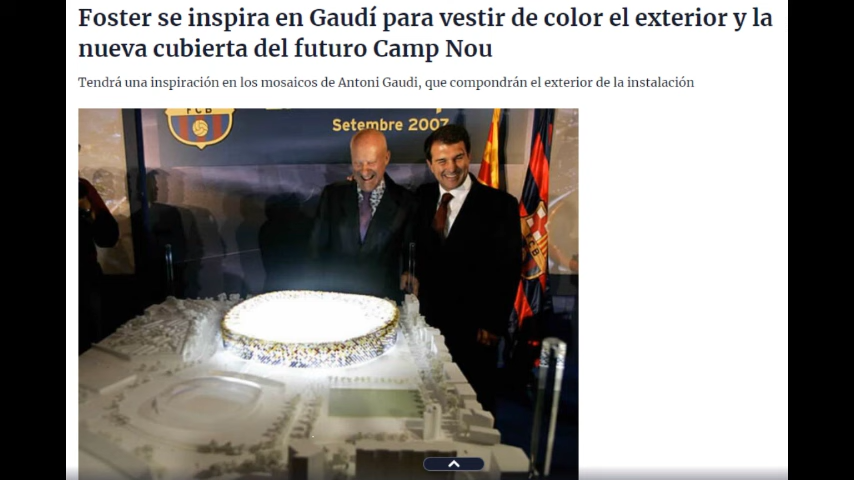 Foster se inspira en Gaudí para vestir de color el exterior y la
nueva cubierta del futuro Camp Nou
Tendrá una inspiración en los mosaicos de Antoni Gaudi, que compondrán el exterior de la instalación
FCB
Setembre 2007